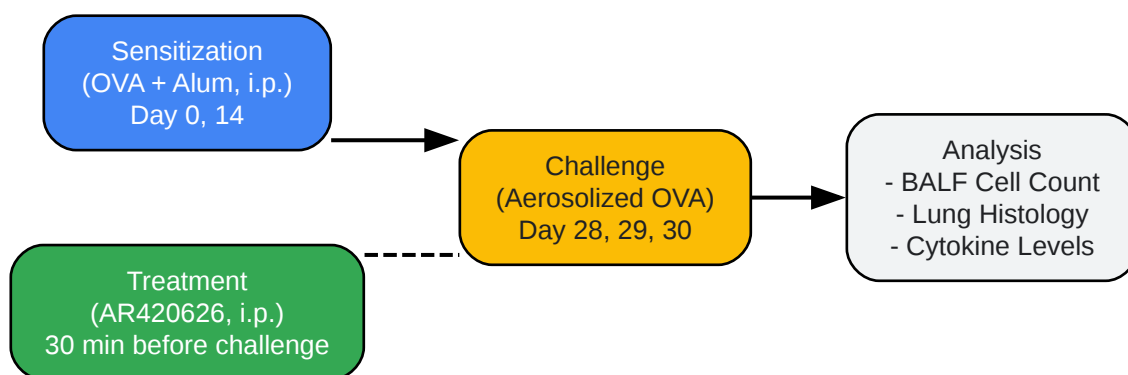 Sensitization
(OVA + Alum, i.p.)
Day 0, 14
Treatment
(AR420626, i.p.)
30 min before challenge
Challenge
(Aerosolized OVA)
Day 28, 29, 30
Analysis
- BALF Cell Count
- Lung Histology
- Cytokine Levels